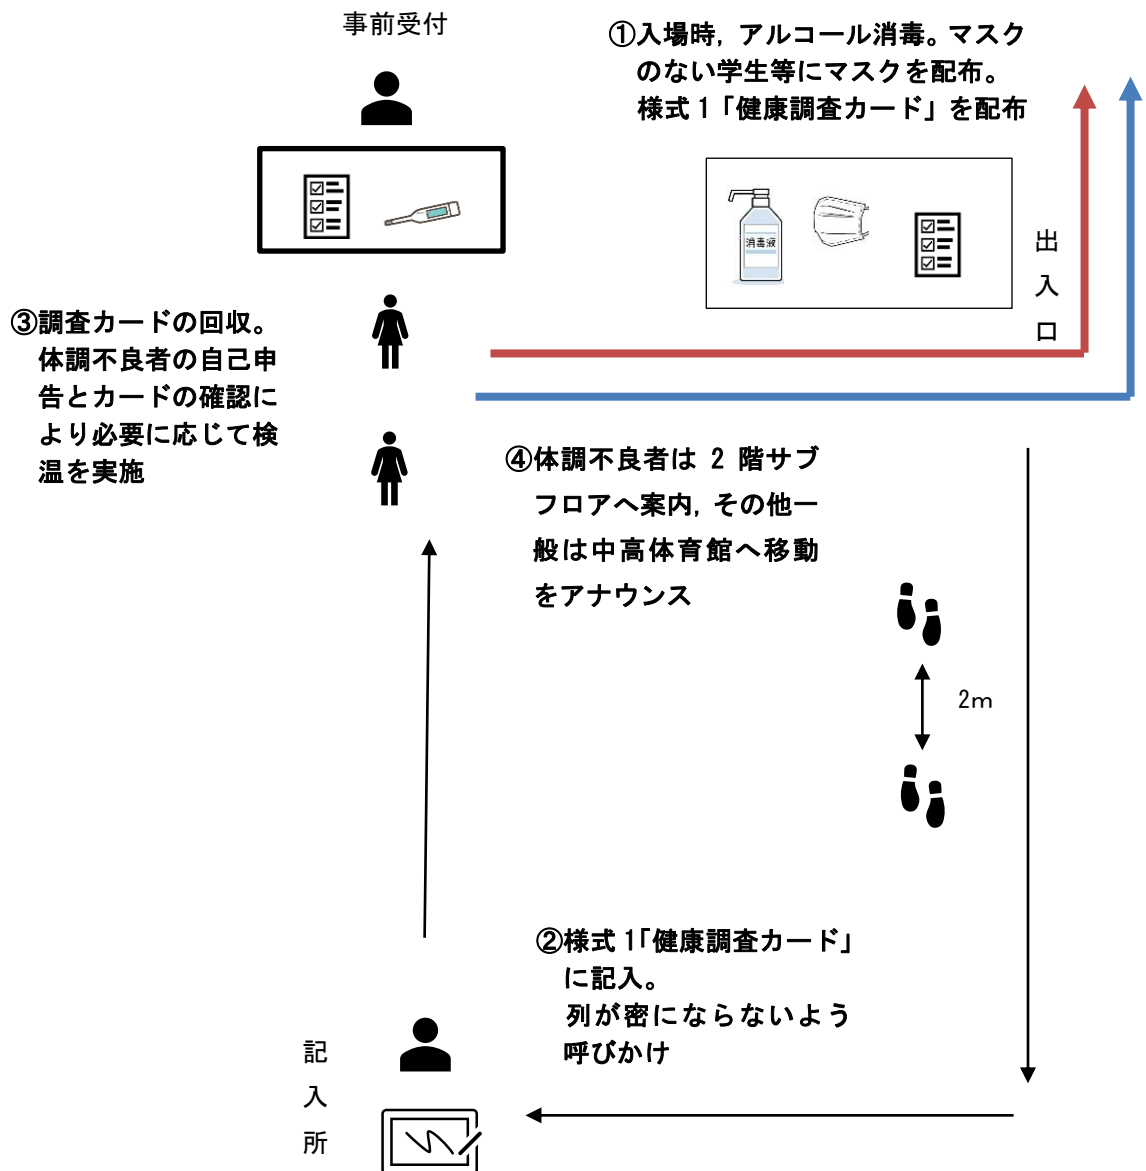 事前受付
①入場時，アルコール消毒。マスク
のない学生等にマスクを配布。
様式1「健康調査カード」を配布
消毒液
出
入
口
③調査カードの回収。
体調不良者の自己申
告とカードの確認に
より必要に応じて検
温を実施
④体調不良者は 2 階サブ
フロアへ案内，その他一
般は中高体育館へ移動
をアナウンス
2m
②様式1「健康調査カード」
に記入。
列が密にならないよう
呼びかけ
記
入
所